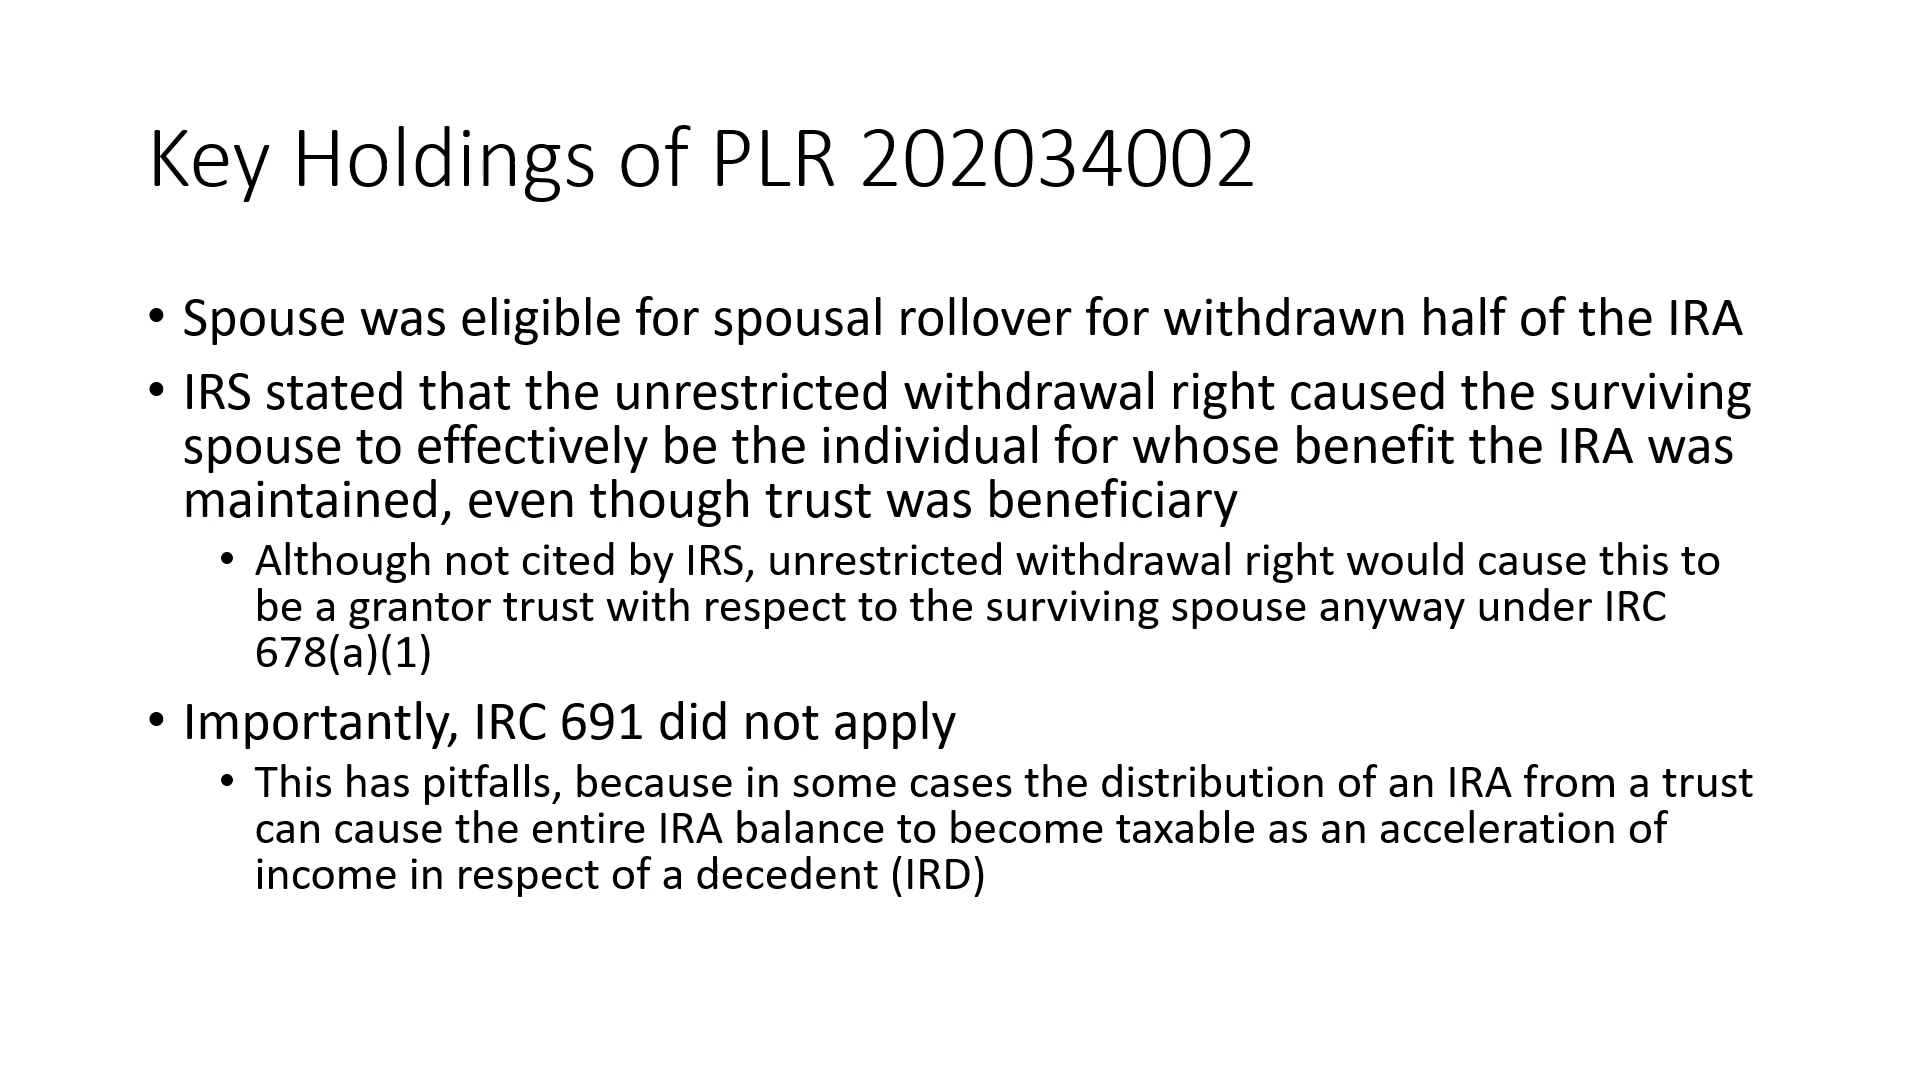 Key Holdings of PLR 202034002
• Spouse was eligible for spousal rollover for withdrawn half of the IRA
• IRS stated that the unrestricted withdrawal right caused the surviving
spouse to effectively be the individual for whose benefit the IRA was
maintained, even though trust was beneficiary
• Although not cited by IRS, unrestricted withdrawal right would cause this to
be a grantor trust with respect to the surviving spouse anyway under IRC
678(a)(1)
• Importantly, IRC 691 did not apply
• This has pitfalls, because in some cases the distribution of an IRA from a trust
can cause the entire IRA balance to become taxable as an acceleration of
income in respect of a decedent (IRD)